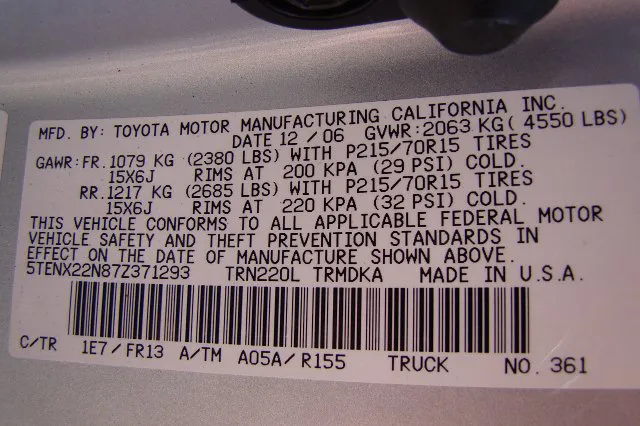 MFD. BY: TOYOTA MOTOR MANUFACTURING CALIFORNIA INC.
DATE 12 / 06 GVWR: 2063 KG( 4550 LBS)
GAWR: FR. 1079 KG (2380 LBS) WITH P215/70R15 TIRES
15X6J RIMS AT 200 KPA (29 PSI) COLD.
RR. 1217 KG (2685 LBS) WITH P215/70R15 TIRES
15X6J RIMS AT 220 KPA (32 PSI) COLD.
THIS VEHICLE CONFORMS TO ALL APPLICABLE FEDERAL MOTOR
VEHICLE SAFETY AND THEFT PREVENTION STANDARDS IN
EFFECT ON THE DATE OF MANUFACTURE SHOWN ABOVE.
5TENX22N87Z371293 TRN220L TRMDKA MADE IN U.S.A.
C/TR 1E7/FR13 A/TM A05A/R155 TRUCK NO. 361